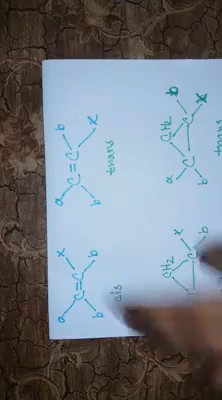 a x a b
C=C C=C
b b b x
cis trans
CH2 x a CH2 b
C C C
b b x
trans